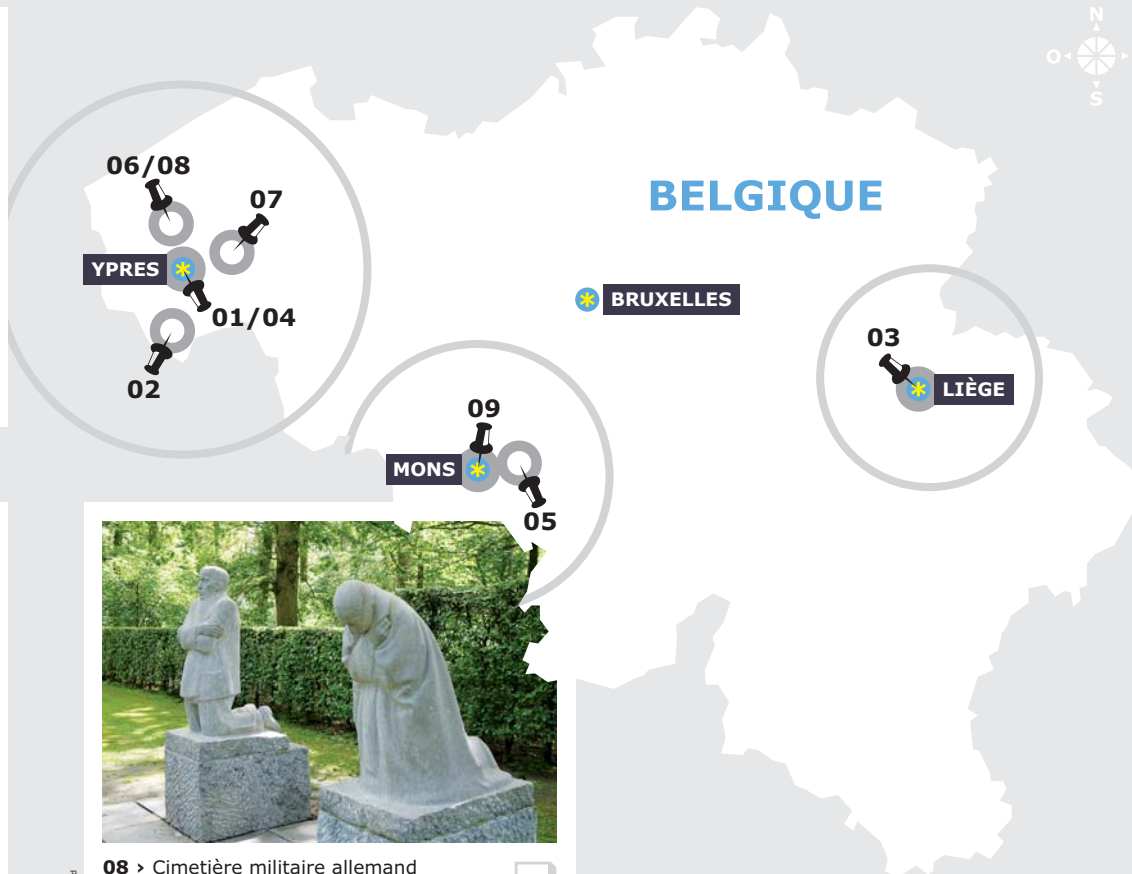 N
O
S
06/08
07
BELGIQUE
YPRES
BRUXELLES
01/04
03
02
LIÈGE
09
MONS
05
08 › Cimetière militaire allemand